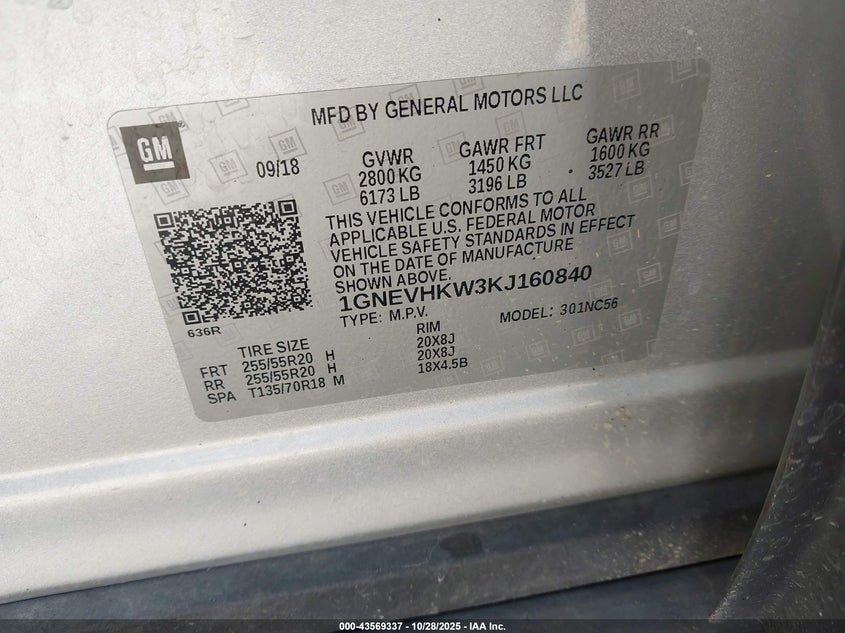 MFD BY GENERAL MOTORS LLC
GM
09/18
GVWR
2800 KG
6173 LB
GAWR FRT
1450 KG
3196 LB
GAWR RR
1600 KG
3527 LB
THIS VEHICLE CONFORMS TO ALL
APPLICABLE U.S. FEDERAL MOTOR
VEHICLE SAFETY STANDARDS IN EFFECT
ON THE DATE OF MANUFACTURE
SHOWN ABOVE.
1GNEVHKW3KJ160840
TYPE: M.P.V. MODEL: 301NC56
636R
TIRE SIZE RIM
FRT 255/55R20 H 20X8J
RR 255/55R20 H 20X8J
SPA T135/70R18 M 18X4.5B
000-43569337 - 10/28/2025 - IAA Inc.